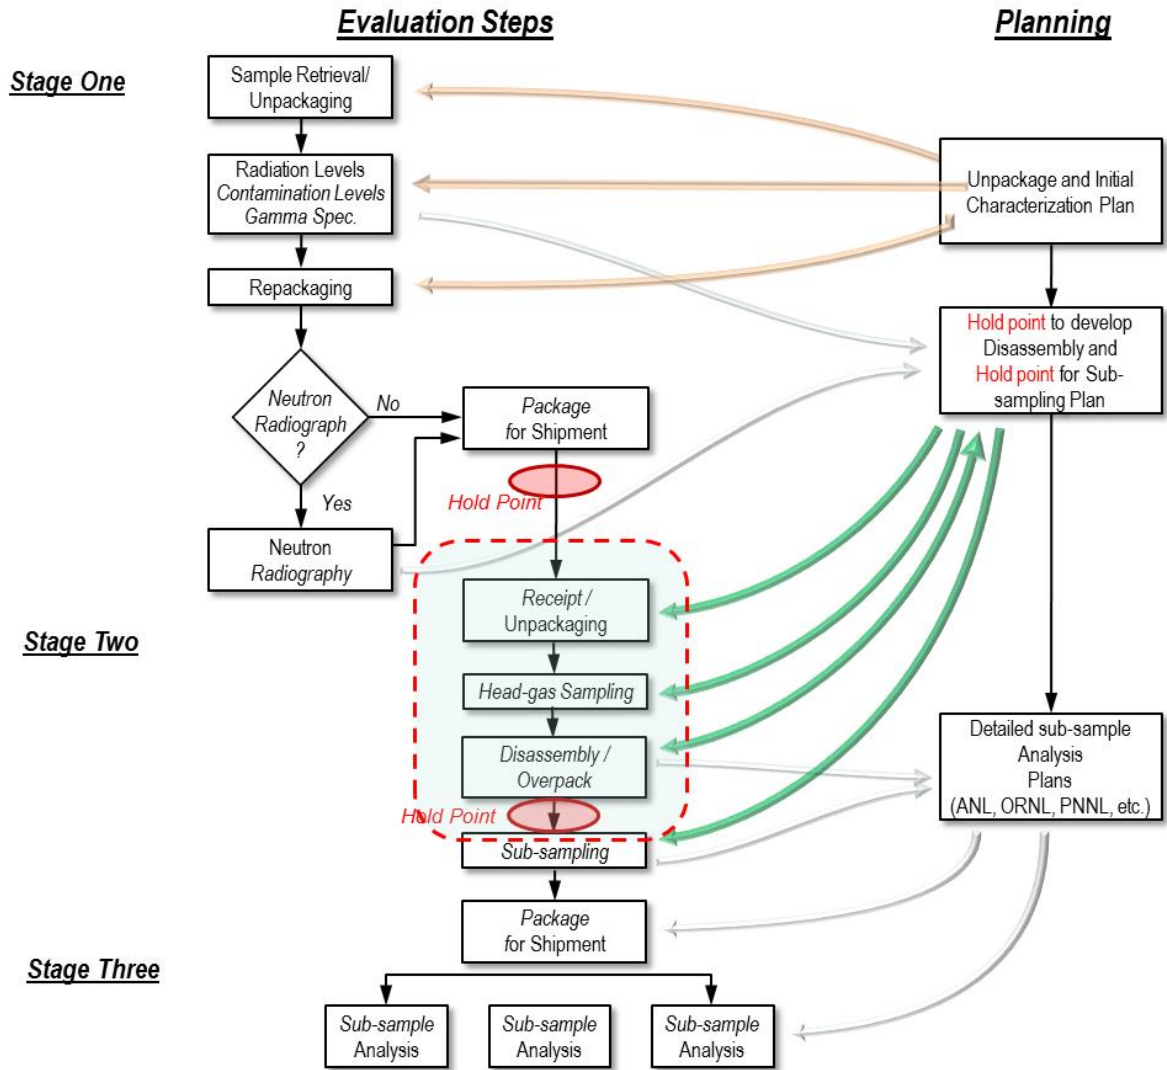 Evaluation Steps
Planning
Stage One
Sample Retrieval/
Unpackaging
Radiation Levels
Contamination Levels
Gamma Spec.
Unpackage and Initial
Characterization Plan
Repackaging
Hold point to develop
Disassembly and
Hold point for Sub-
sampling Plan
Neutron
Radiograph
?
No
Yes
Package
for Shipment
Hold Point
Neutron
Radiography
Stage Two
Receipt /
Unpackaging
Head-gas Sampling
Disassembly /
Overpack
Hold Point
Sub-sampling
Detailed sub-sample
Analysis
Plans
(ANL, ORNL, PNNL, etc.)
Package
for Shipment
Stage Three
Sub-sample
Analysis
Sub-sample
Analysis
Sub-sample
Analysis